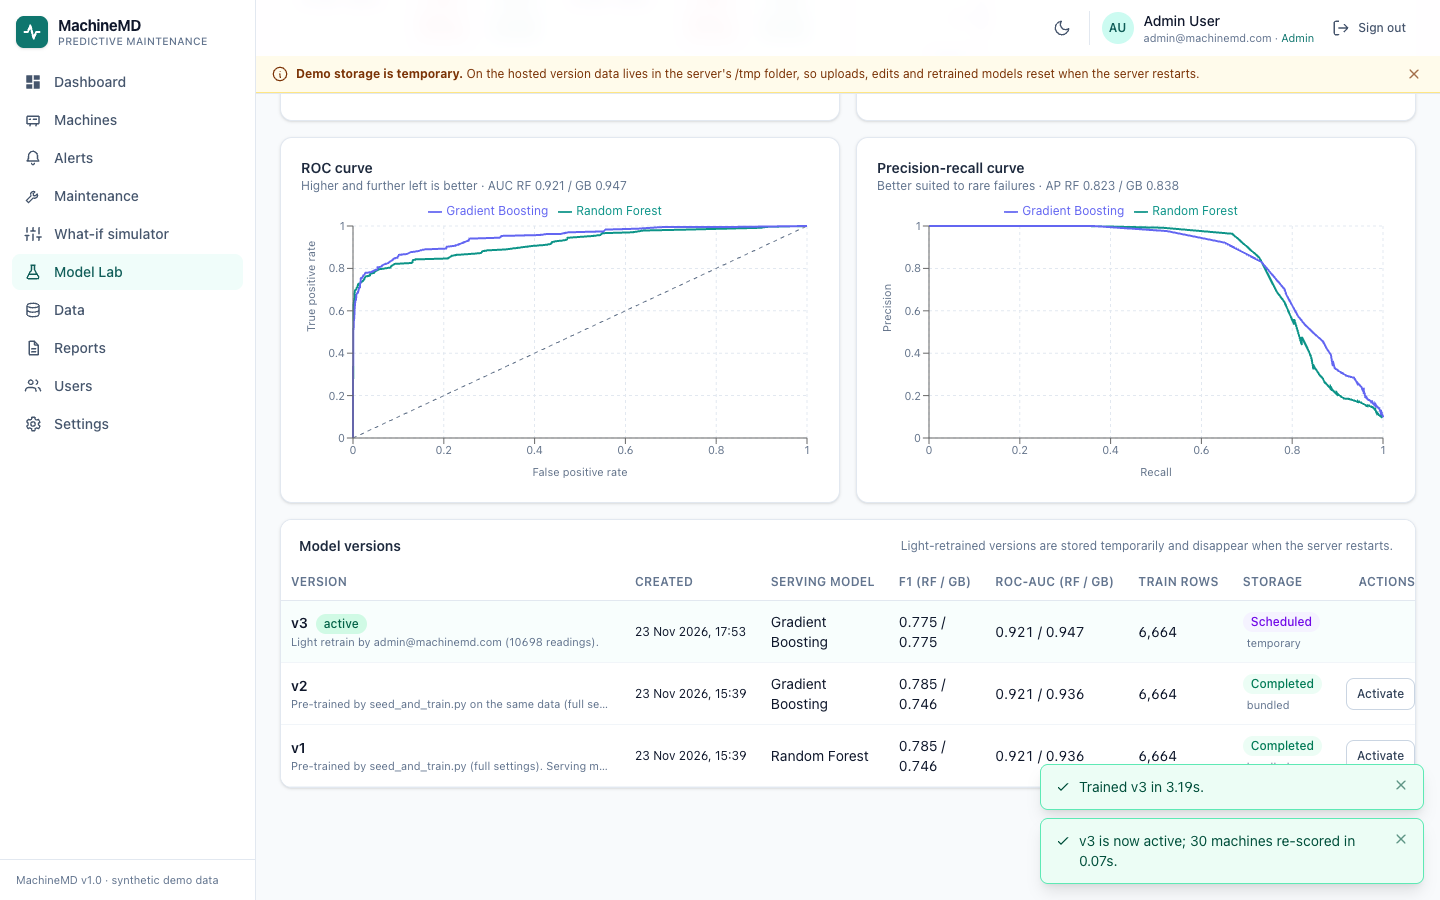 MachineMD
PREDICTIVE MAINTENANCE
Dashboard
Machines
Alerts
Maintenance
What-if simulator
Model Lab
Data
Reports
Users
Settings
MachineMD v1.0 · synthetic demo data
AU
Admin User
admin@machinemd.com · Admin
Sign out
Demo storage is temporary. On the hosted version data lives in the server's /tmp folder, so uploads, edits and retrained models reset when the server restarts.
ROC curve
Higher and further left is better · AUC RF 0.921 / GB 0.947
Gradient Boosting Random Forest
True positive rate
1
0.8
0.6
0.4
0.2
0
0 0.2 0.4 0.6 0.8 1
False positive rate
Precision-recall curve
Better suited to rare failures · AP RF 0.823 / GB 0.838
Gradient Boosting Random Forest
Precision
1
0.8
0.6
0.4
0.2
0
0 0.2 0.4 0.6 0.8 1
Recall
Model versions
Light-retrained versions are stored temporarily and disappear when the server restarts.
VERSION CREATED SERVING MODEL F1 (RF / GB) ROC-AUC (RF / GB) TRAIN ROWS STORAGE ACTIONS
v3 active
Light retrain by admin@machinemd.com (10698 readings).
23 Nov 2026, 17:53
Gradient
Boosting
0.775 /
0.775
0.921 / 0.947
6,664
Scheduled
temporary
v2
Pre-trained by seed_and_train.py on the same data (full se...
23 Nov 2026, 15:39
Gradient
Boosting
0.785 /
0.746
0.921 / 0.936
6,664
Completed
bundled
Activate
v1
Pre-trained by seed_and_train.py (full settings). Serving m...
23 Nov 2026, 15:39
Random Forest
0.785 /
0.746
0.921 / 0.936
6,664
Completed
Activate
Trained v3 in 3.19s.
v3 is now active; 30 machines re-scored in
0.07s.